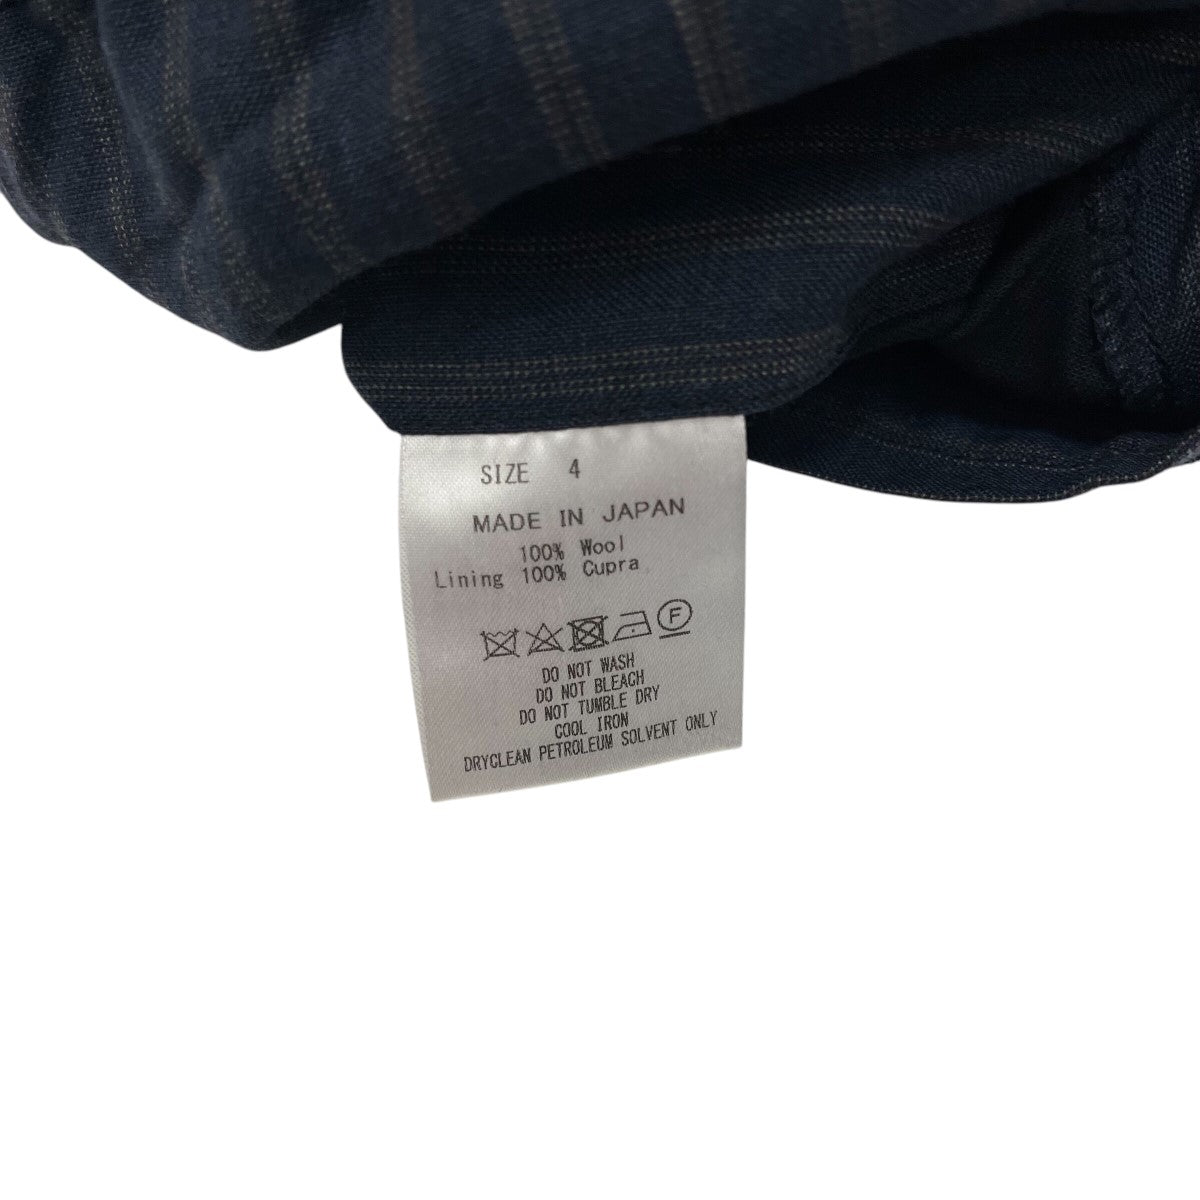 SIZE 4
MADE IN JAPAN
100% Wool
Lining 100% Cupra
F
DO NOT WASH
DO NOT BLEACH
DO NOT TUMBLE DRY
COOL IRON
DRYCLEAN PETROLEUM SOLVENT ONLY